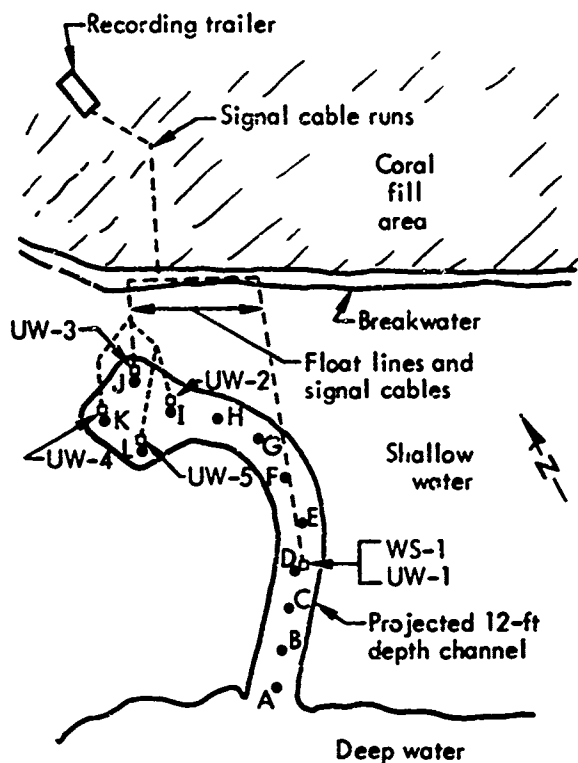 Recording trailer
Signal cable runs
Coral
fill
area
Breakwater
UW-3
Float lines and
signal cables
J
UW-2
K
I
H
L
G
UW-4
UW-5
F
Shallow
water
N
E
WS-1
D
UW-1
C
Projected 12-ft
depth channel
B
A
Deep water